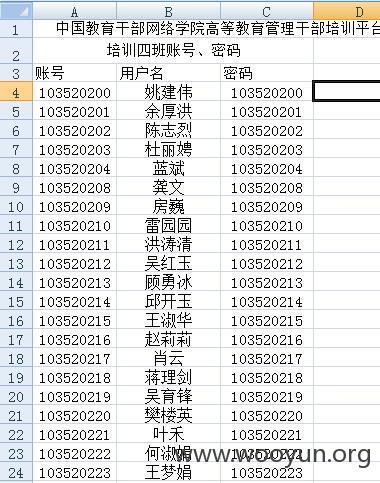 A B C D
1 中国教育干部网络学院高等教育管理干部培训平台
2 培训四班账号、密码
3 账号 用户名 密码
4 103520200 姚建伟 103520200
5 103520201 余厚洪 103520201
6 103520202 陈志烈 103520202
7 103520203 杜丽娉 103520203
8 103520204 蓝斌 103520204
9 103520208 龚文 103520208
10 103520209 房巍 103520209
11 103520210 雷园园 103520210
12 103520211 洪涛清 103520211
13 103520212 吴红玉 103520212
14 103520213 顾勇冰 103520213
15 103520214 邱开玉 103520214
16 103520215 王淑华 103520215
17 103520216 赵莉莉 103520216
18 103520217 肖云 103520217
19 103520218 蒋理剑 103520218
20 103520219 吴育锋 103520219
21 103520220 樊楼英 103520220
22 103520221 叶禾 103520221
23 103520222 何淑 103520222
www.wooyun.org
24 103520223 王梦娟 103520223